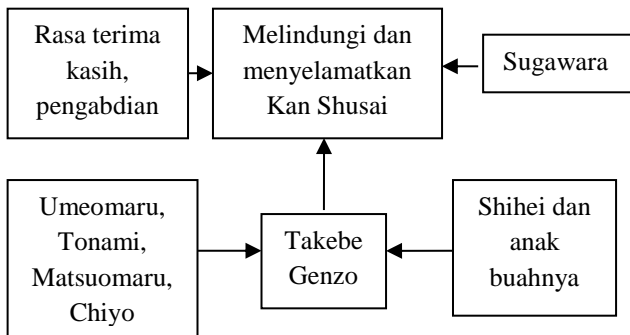 Rasa terima
kasih,
pengabdian
Melindungi dan
menyelamatkan
Kan Shusai
Sugawara
Umeomaru,
Tonami,
Matsuomaru,
Chiyo
Takebe
Genzo
Shihei dan
anak
buahnya